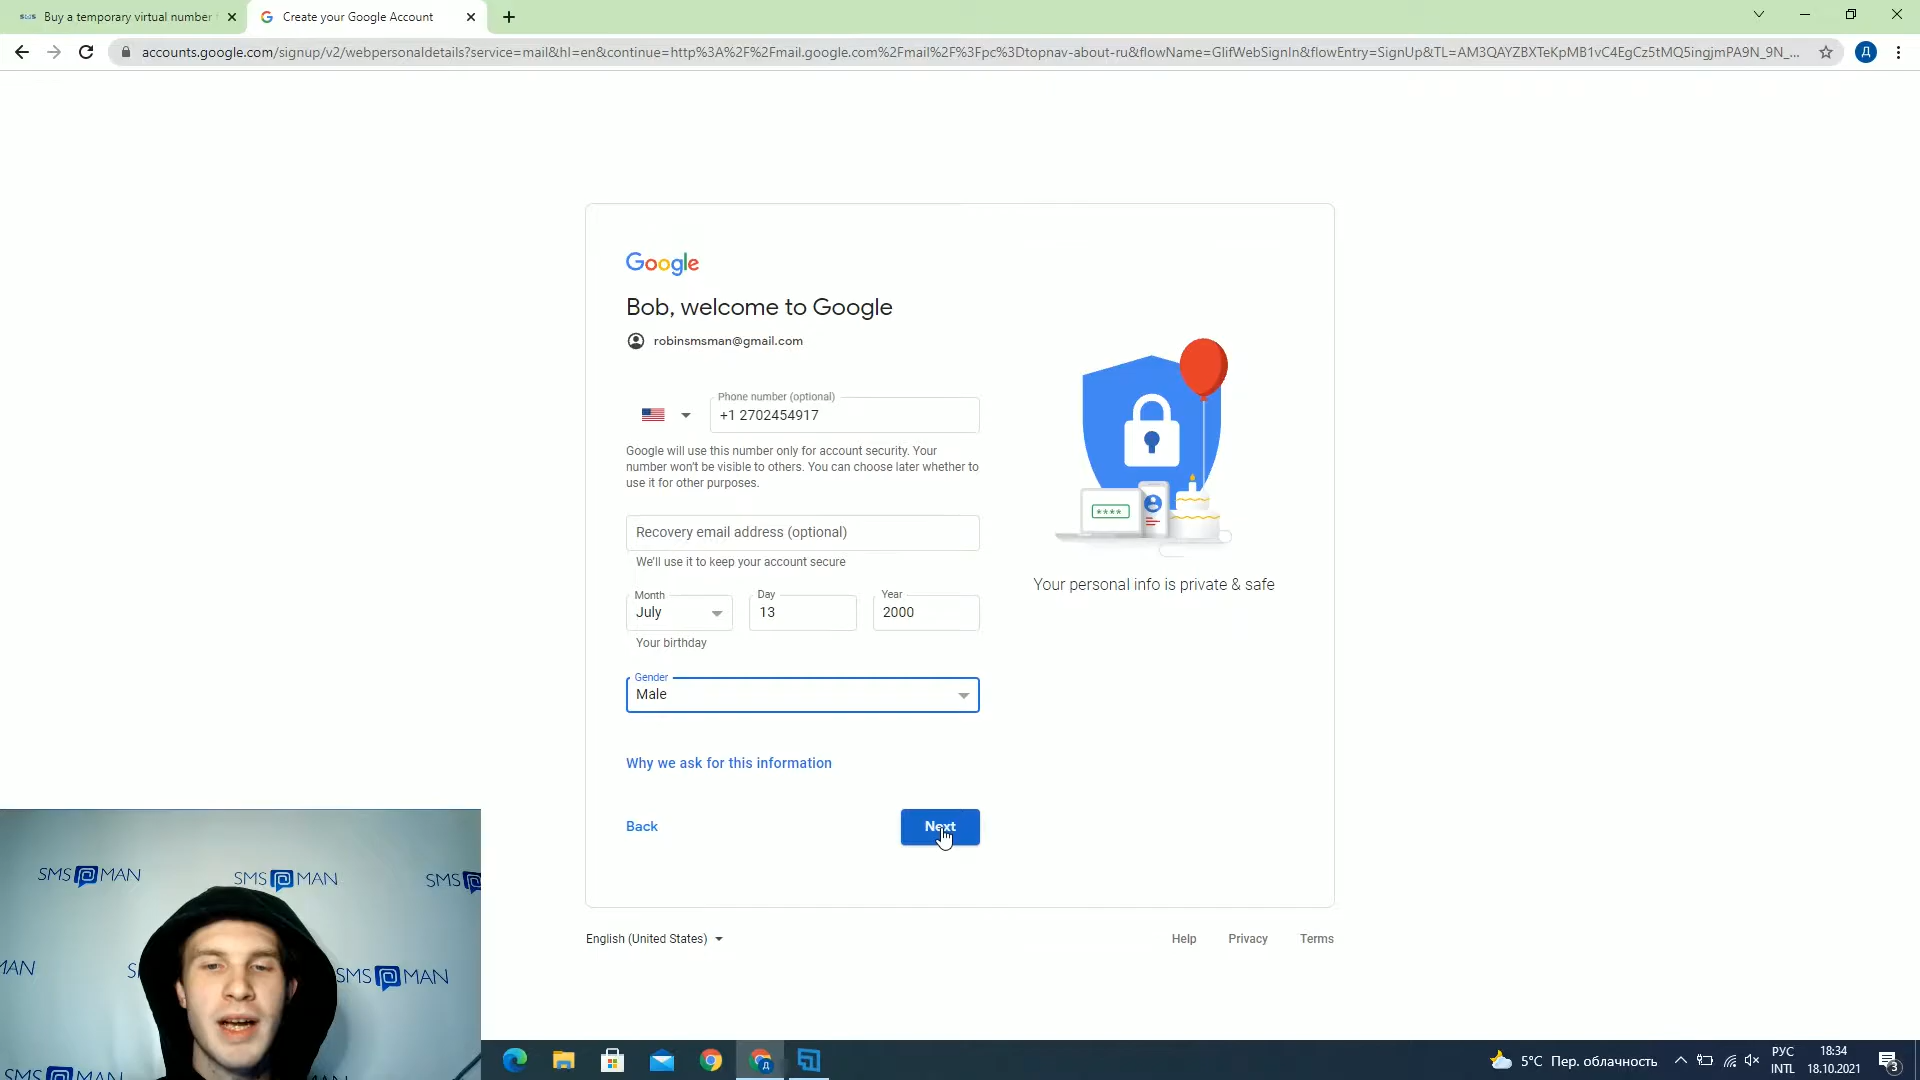 Buy a temporary virtual number
Create your Google Account
accounts.google.com/signup/v2/webpersonaldetails?service=mail&hl=en&continue=http%3A%2F%2Fmail.google.com%2Fmail%2F%3Fpc%3Dtopnav-about-ru&flowName=GlifWebSignIn&flowEntry=SignUp&TL=AM3QAYZBXTeKpMB1vC4EgCz5tMQ5ingjmPA9N_9N_...
Д
Google
Bob, welcome to Google
robinsmsman@gmail.com
Phone number (optional)
+1 2702454917
Google will use this number only for account security. Your
number won't be visible to others. You can choose later whether to
use it for other purposes.
Recovery email address (optional)
We'll use it to keep your account secure
Month
July
Day
13
Year
2000
Your birthday
Gender
Male
Why we ask for this information
Back
Next
****
Your personal info is private & safe
English (United States)
Help
Privacy
Terms
SMS MAN
SMS MAN
SMS
MAN
S
SMS MAN
SMS MAN
Д
5°C Пер. облачность
РУС
INTL
18:34
18.10.2021
3